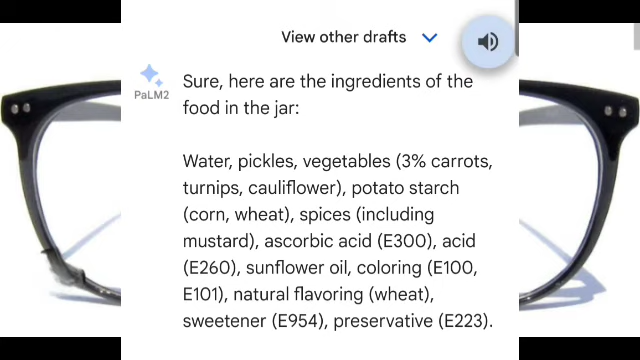 View other drafts
PaLM2
Sure, here are the ingredients of the
food in the jar:
Water, pickles, vegetables (3% carrots,
turnips, cauliflower), potato starch
(corn, wheat), spices (including
mustard), ascorbic acid (E300), acid
(E260), sunflower oil, coloring (E100,
E101), natural flavoring (wheat),
sweetener (E954), preservative (E223).